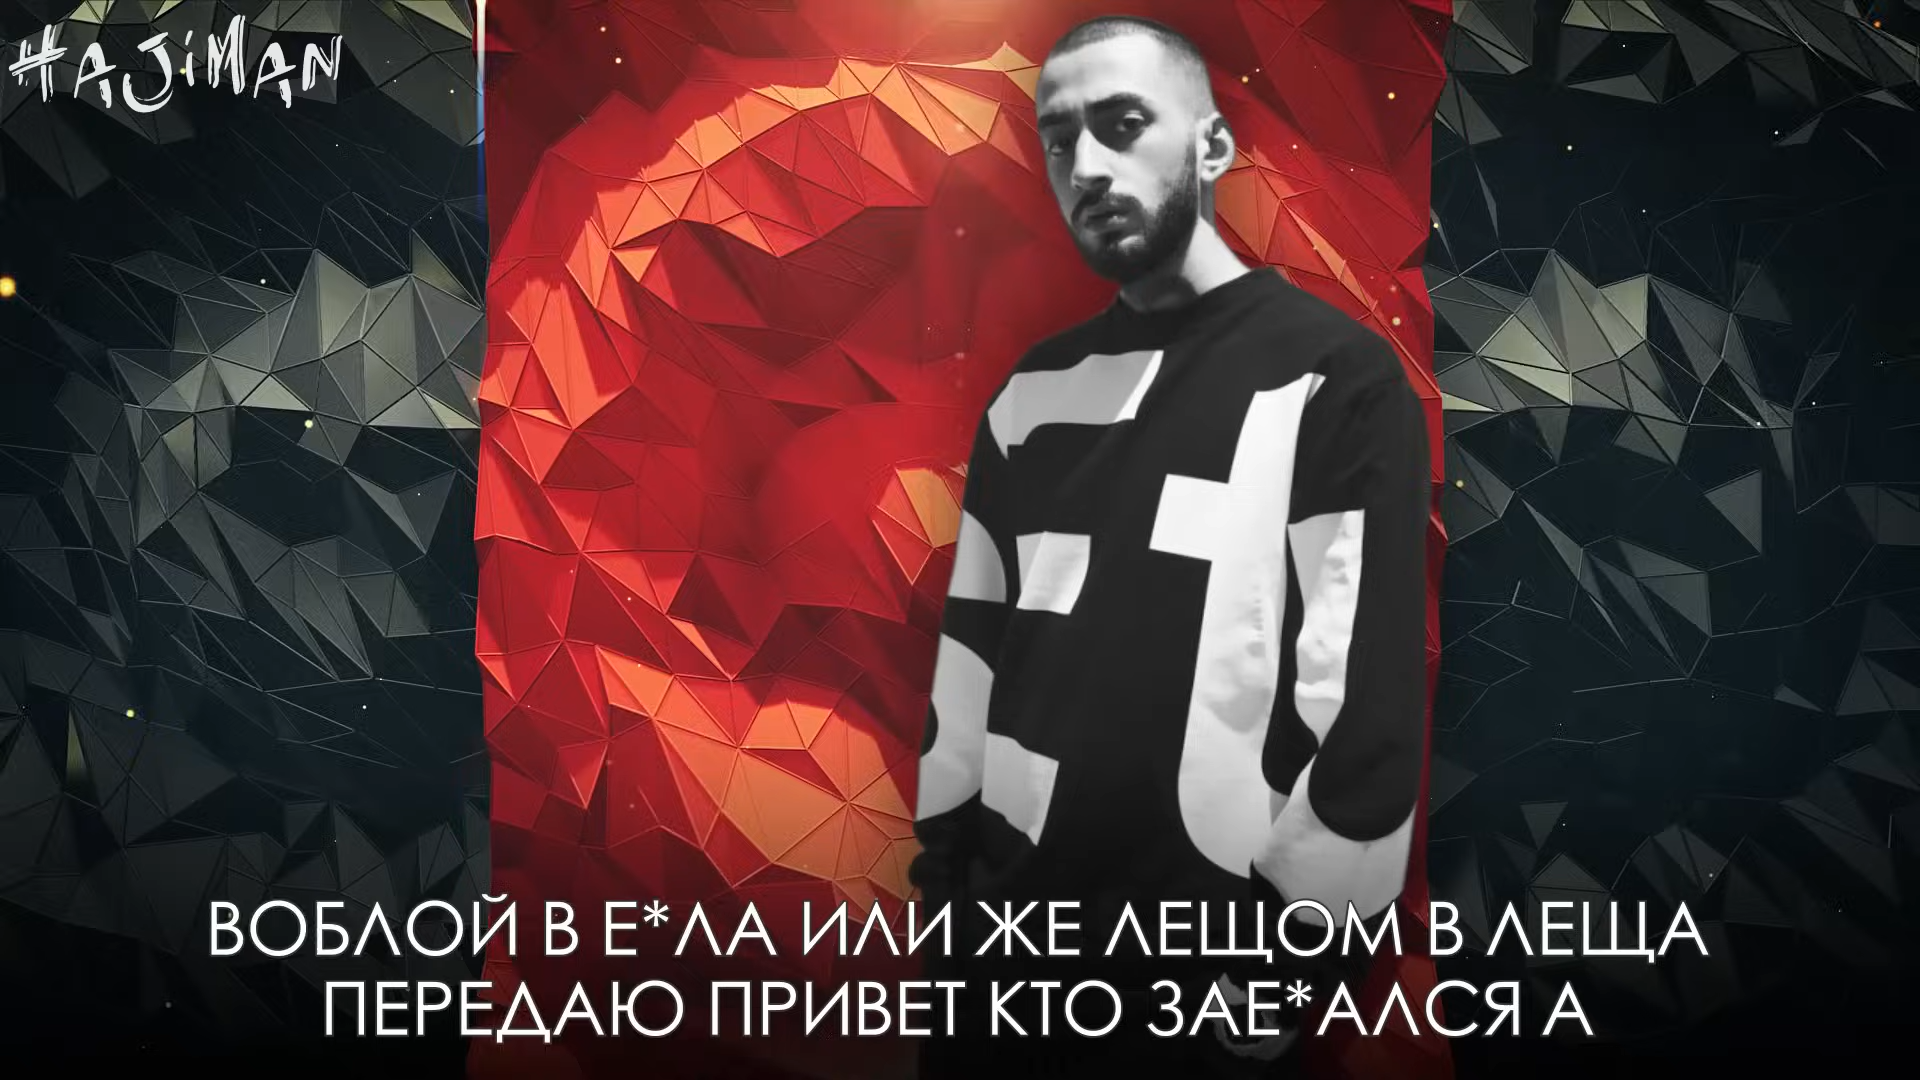 #AJiMAN
ВОБЛОЙ В Е*ЛА ИЛИ ЖЕ ЛЕЩОМ В ЛЕЩА
ПЕРЕДАЮ ПРИВЕТ КТО ЗАЕ*АЛСЯ А